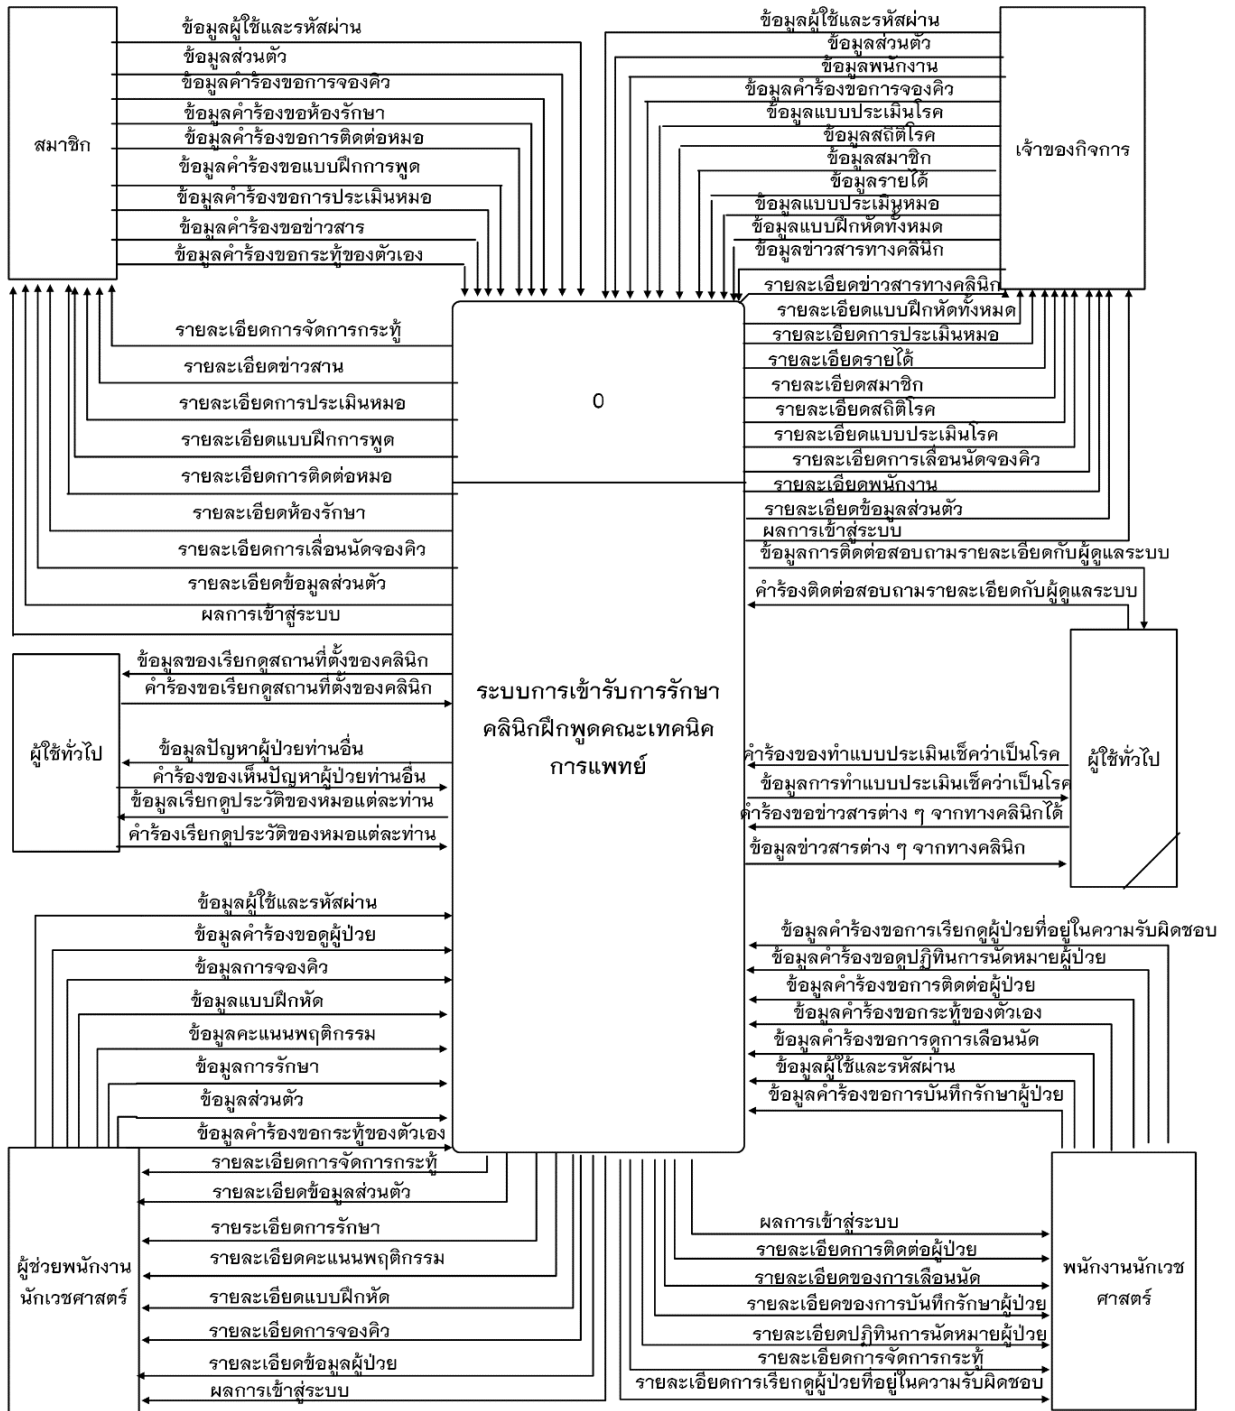 สมาชิก
ข้อมูลผู้ใช้และรหัสผ่าน
ข้อมูลส่วนตัว
ข้อมูลคำร้องขอการจองคิว
ข้อมูลคำร้องขอห้องรักษา
ข้อมูลคำร้องขอการติดต่อหมอ
ข้อมูลคำร้องขอแบบฝึกการพูด
ข้อมูลคำร้องขอการประเมินหมอ
ข้อมูลคำร้องขอข่าวสาร
ข้อมูลคำร้องขอกระทู้ของตัวเอง
ข้อมูลผู้ใช้และรหัสผ่าน
ข้อมูลส่วนตัว
ข้อมูลพนักงาน
ข้อมูลคำร้องขอการจองคิว
ข้อมูลแบบประเมินโรค
ข้อมูลสถิติโรค
ข้อมูลสมาชิก
ข้อมูลรายได้
ข้อมูลแบบประเมินหมอ
ข้อมูลแบบฝึกหัดทั้งหมด
ข้อมูลข่าวสารทางคลินิก
เจ้าของกิจการ
รายละเอียดการจัดการกระทู้
รายละเอียดข่าวสาน
รายละเอียดการประเมินหมอ
รายละเอียดแบบฝึกการพูด
รายละเอียดการติดต่อหมอ
รายละเอียดห้องรักษา
รายละเอียดการเลื่อนนัดจองคิว
รายละเอียดข้อมูลส่วนตัว
ผลการเข้าสู่ระบบ
0
ระบบการเข้ารับการรักษา
คลินิกฝึกพูดคณะเทคนิค
การแพทย์
รายละเอียดข่าวสารทางคลินิก
รายละเอียดแบบฝึกหัดทั้งหมด
รายละเอียดการประเมินหมอ
รายละเอียดรายได้
รายละเอียดสมาชิก
รายละเอียดสถิติโรค
รายละเอียดแบบประเมินโรค
รายละเอียดการเลื่อนนัดจองคิว
รายละเอียดพนักงาน
รายละเอียดข้อมูลส่วนตัว
ผลการเข้าสู่ระบบ
ข้อมูลการติดต่อสอบถามรายละเอียดกับผู้ดูแลระบบ
คำร้องติดต่อสอบถามรายละเอียดกับผู้ดูแลระบบ
ผู้ใช้ทั่วไป
ข้อมูลของเรียกดูสถานที่ตั้งของคลินิก
คำร้องขอเรียกดูสถานที่ตั้งของคลินิก
ข้อมูลปัญหาผู้ป่วยท่านอื่น
คำร้องของเห็นปัญหาผู้ป่วยท่านอื่น
ข้อมูลเรียกดูประวัติของหมอแต่ละท่าน
คำร้องเรียกดูประวัติของหมอแต่ละท่าน
คำร้องของทำแบบประเมินเช็คว่าเป็นโรค
ข้อมูลการทำแบบประเมินเช็คว่าเป็นโรค
คำร้องขอข่าวสารต่าง ๆ จากทางคลินิกได้
ข้อมูลข่าวสารต่าง ๆ จากทางคลินิก
ผู้ใช้ทั่วไป
ข้อมูลผู้ใช้และรหัสผ่าน
ข้อมูลคำร้องขอดูผู้ป่วย
ข้อมูลการจองคิว
ข้อมูลแบบฝึกหัด
ข้อมูลคะแนนพฤติกรรม
ข้อมูลการรักษา
ข้อมูลส่วนตัว
ข้อมูลคำร้องขอกระทู้ของตัวเอง
ข้อมูลคำร้องขอการเรียกดูผู้ป่วยที่อยู่ในความรับผิดชอบ
ข้อมูลคำร้องขอดูปฏิทินการนัดหมายผู้ป่วย
ข้อมูลคำร้องขอการติดต่อผู้ป่วย
ข้อมูลคำร้องขอกระทู้ของตัวเอง
ข้อมูลคำร้องขอการดูการเลือนนัด
ข้อมูลผู้ใช้และรหัสผ่าน
ข้อมูลคำร้องขอการบันทึกรักษาผู้ป่วย
ผู้ช่วยพนักงาน
นักเวชศาสตร์
รายละเอียดการจัดการกระทู้
รายละเอียดข้อมูลส่วนตัว
รายระเอียดการรักษา
รายละเอียดคะแนนพฤติกรรม
รายละเอียดแบบฝึกหัด
รายละเอียดการจองคิว
รายละเอียดข้อมูลผู้ป่วย
ผลการเข้าสู่ระบบ
ผลการเข้าสู่ระบบ
รายละเอียดการติดต่อผู้ป่วย
รายละเอียดของการเลือนนัด
รายละเอียดของการบันทึกรักษาผู้ป่วย
รายละเอียดปฏิทินการนัดหมายผู้ป่วย
รายละเอียดการจัดการกระทู้
รายละเอียดการเรียกดูผู้ป่วยที่อยู่ในความรับผิดชอบ
พนักงานนักเวช
ศาสตร์